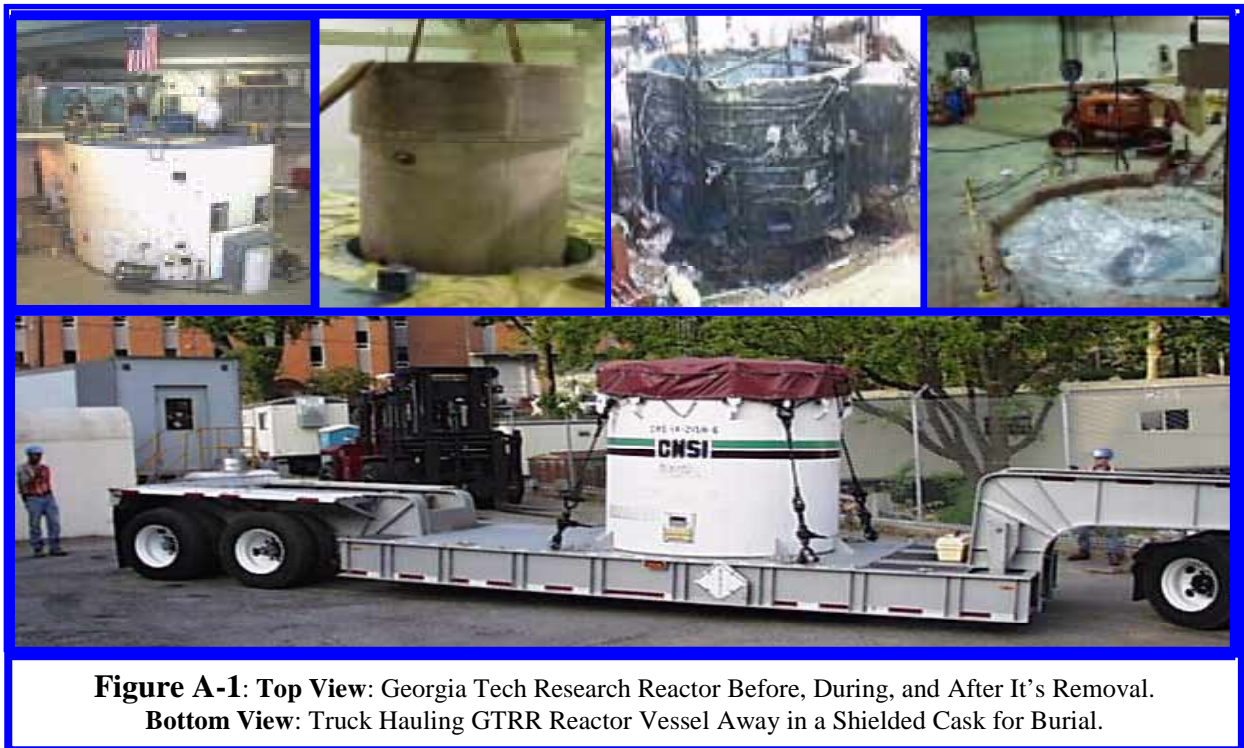 CNSI
Figure A-1: Top View: Georgia Tech Research Reactor Before, During, and After It's Removal.
Bottom View: Truck Hauling GTRR Reactor Vessel Away in a Shielded Cask for Burial.